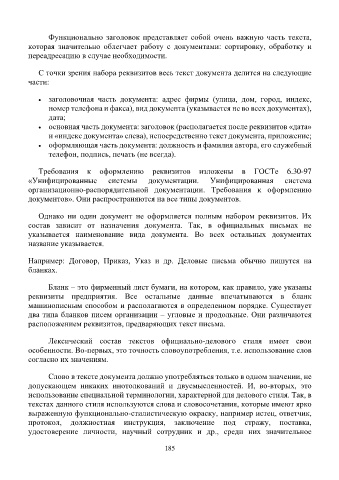 Функционально заголовок представляет собой очень важную часть текста,
которая значительно облегчает работу с документами: сортировку, обработку и
переадресацию в случае необходимости.
С точки зрения набора реквизитов весь текст документа делится на следующие
части:
• заголовочная часть документа: адрес фирмы (улица, дом, город, индекс,
номер телефона и факса), вид документа (указывается не во всех документах),
дата;
• основная часть документа: заголовок (располагается после реквизитов «дата»
и «индекс документа» слева), непосредственно текст документа, приложение;
• оформляющая часть документа: должность и фамилия автора, его служебный
телефон, подпись, печать (не всегда).
Требования к оформлению реквизитов изложены в ГОСТе 6.30-97
«Унифицированные системы документации. Унифицированная система
организационно-распорядительной документации. Требования к оформлению
документов». Они распространяются на все типы документов.
Однако ни один документ не оформляется полным набором реквизитов. Их
состав зависит от назначения документа. Так, в официальных письмах не
указывается наименование вида документа. Во всех остальных документах
название указывается.
Например: Договор, Приказ, Указ и др. Деловые письма обычно пишутся на
бланках.
Бланк – это фирменный лист бумаги, на котором, как правило, уже указаны
реквизиты предприятия. Все остальные данные впечатываются в бланк
машинописным способом и располагаются в определенном порядке. Существует
два типа бланков писем организации – угловые и продольные. Они различаются
расположением реквизитов, предваряющих текст письма.
Лексический состав текстов официально-делового стиля имеет свои
особенности. Во-первых, это точность словоупотребления, т.е. использование слов
согласно их значениям.
Слово в тексте документа должно употребляться только в одном значении, не
допускающем никаких инотолкований и двусмысленностей. И, во-вторых, это
использование специальной терминологии, характерной для делового стиля. Так, в
текстах данного стиля используются слова и словосочетания, которые имеют ярко
выраженную функционально-стилистическую окраску, например истец, ответчик,
протокол, должностная инструкция, заключение под стражу, поставка,
удостоверение личности, научный сотрудник и др., среди них значительное
185